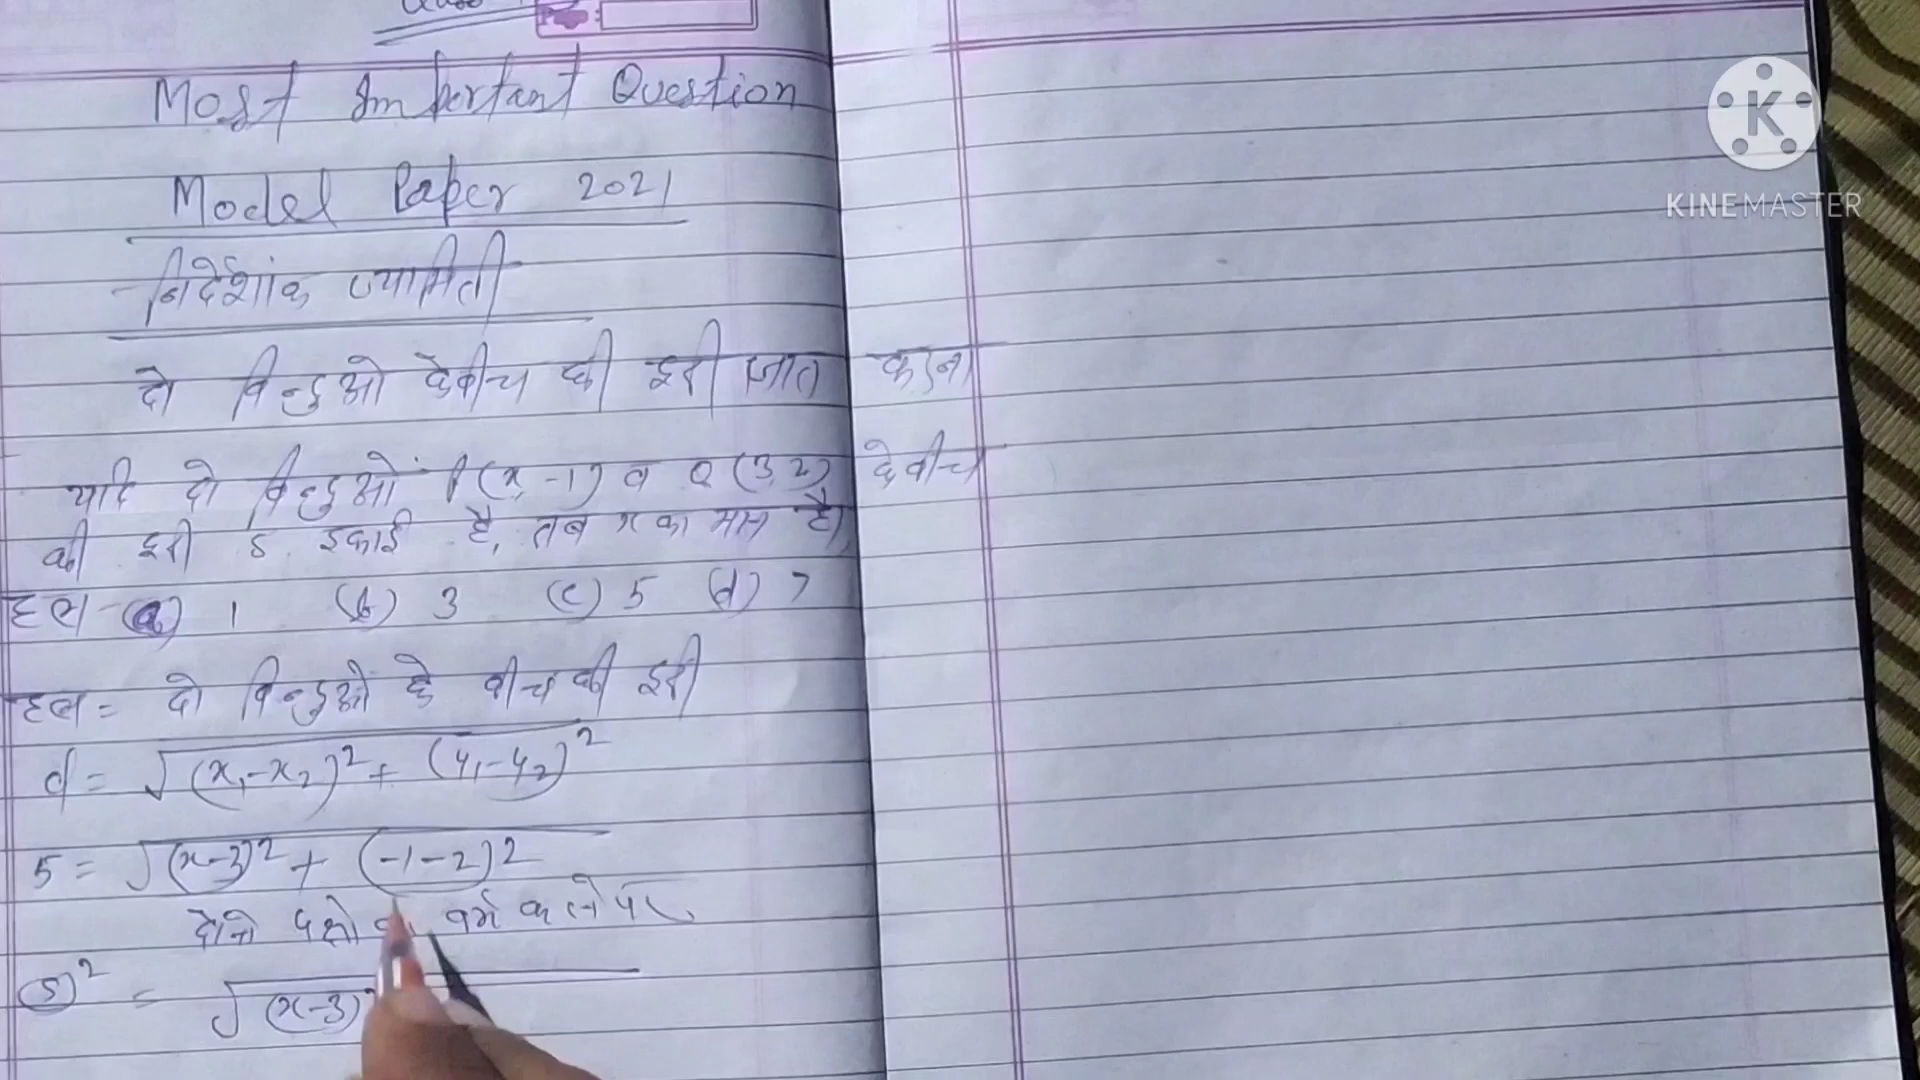 Most Important Question
Model Paper 2021
निर्देशांक ज्यामिती
दो विन्दुओ के बीच की दूरी ज्ञात करना
यदि दो विन्दुओं P(x, -1) व Q (3, 2) के बीच
की दूरी 5 इकाई है, तब x का मान है।
हल - (a) 1 (b) 3 (c) 5 (d) 7
हल = दो विन्दुओ के बीच की दूरी
d = √(x₁-x₂)² + (y₁-y₂)²
5 = √(x-3)² + (-1-2)²
दोनो पक्षो वर्ग करने पर
(5)² = √(x-3)
KINEMASTER